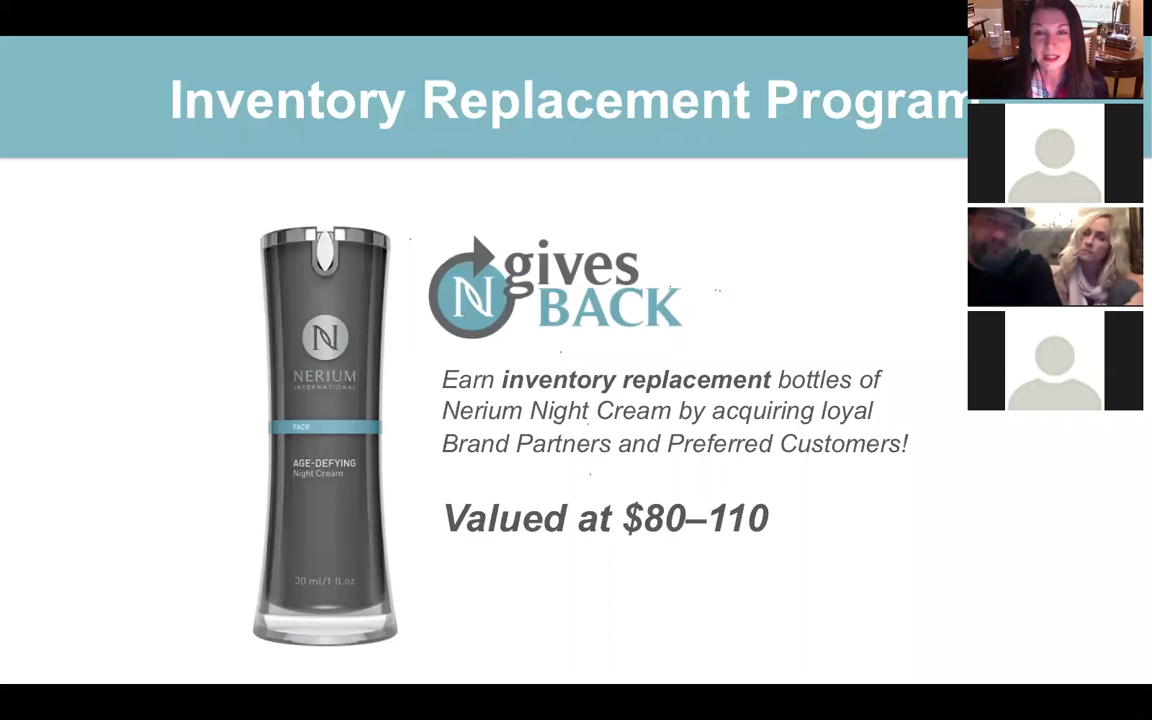 Inventory Replacement Program
N
gives
BACK
Earn inventory replacement bottles of
Nerium Night Cream by acquiring loyal
Brand Partners and Preferred Customers!
Valued at $80–110
N
NERIUM
INTERNATIONAL
FACE
AGE-DEFYING
Night Cream
30 ml/1 fl.oz.